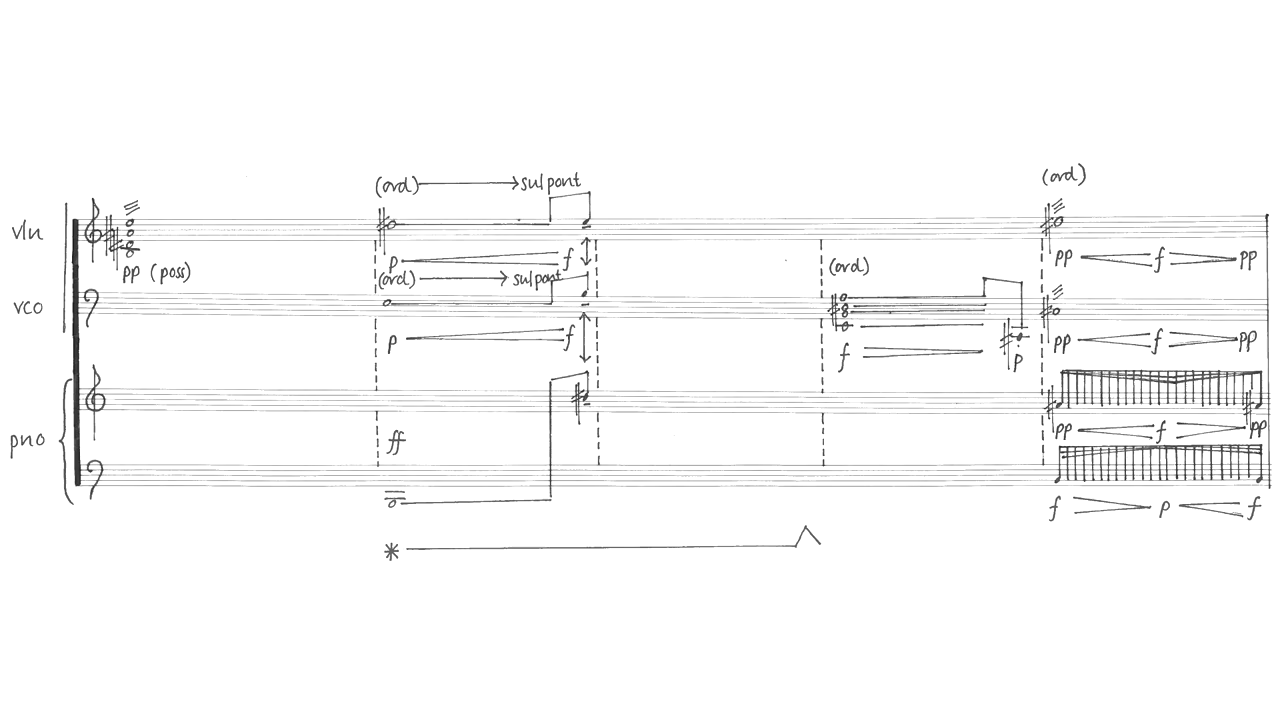 (ord)
(ord) sul pont
vln
pp (poss)
p f
pp f pp
(ord) sul pont
(ord)
vco
p f
f p
pp f pp
pno
ff
pp f pp
f p f